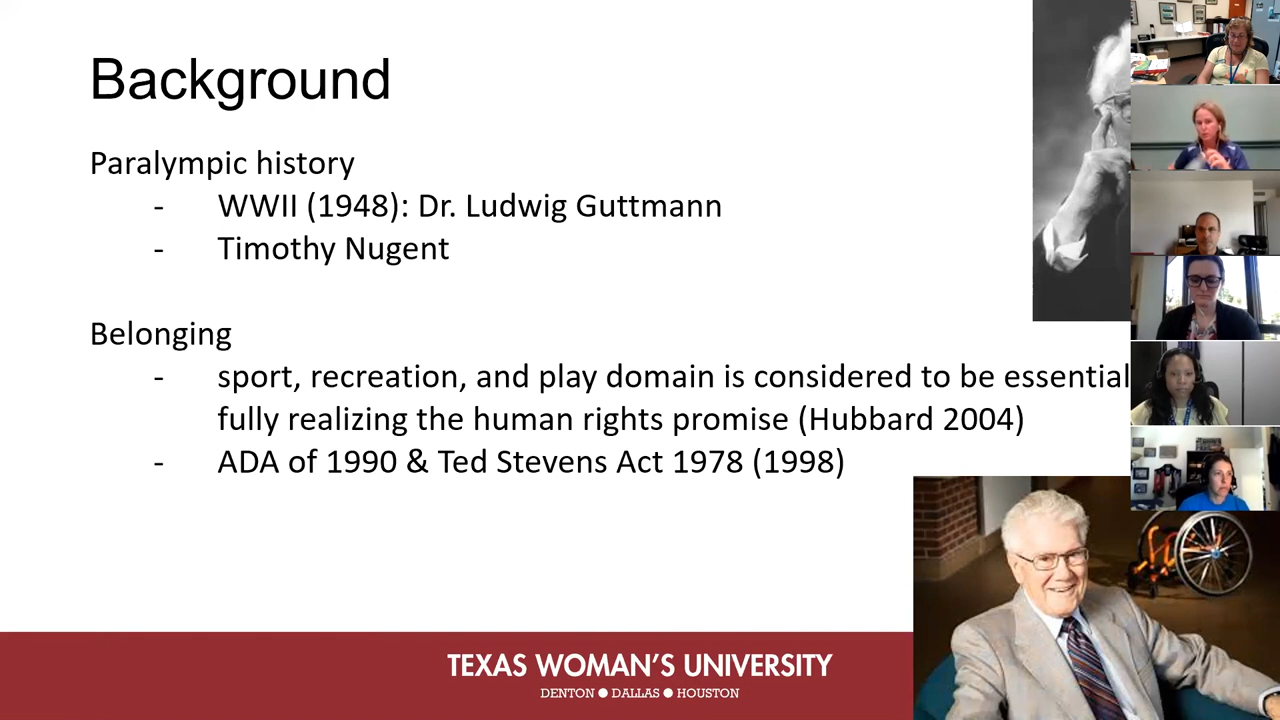 Background
Paralympic history
- WWII (1948): Dr. Ludwig Guttmann
- Timothy Nugent
Belonging
- sport, recreation, and play domain is considered to be essential
fully realizing the human rights promise (Hubbard 2004)
- ADA of 1990 & Ted Stevens Act 1978 (1998)
TEXAS WOMAN'S UNIVERSITY
DENTON ● DALLAS ● HOUSTON